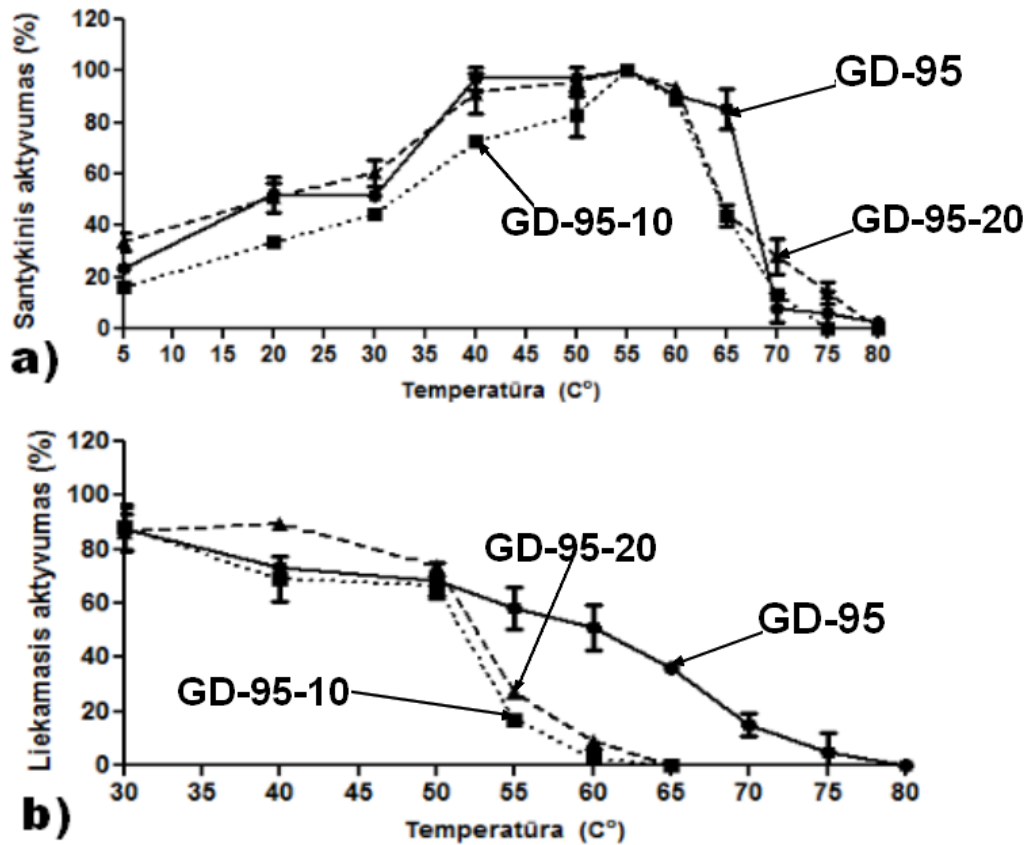 Santykinis aktyvumas (%)
120
100
80
60
40
20
0
GD-95
GD-95-10
GD-95-20
5 10 15 20 25 30 35 40 45 50 55 60 65 70 75 80
a)
Temperatūra (C°)
Liekamasis aktyvumas (%)
120
100
80
60
40
20
0
GD-95-20
GD-95
GD-95-10
30 35 40 45 50 55 60 65 70 75 80
b)
Temperatūra (C°)